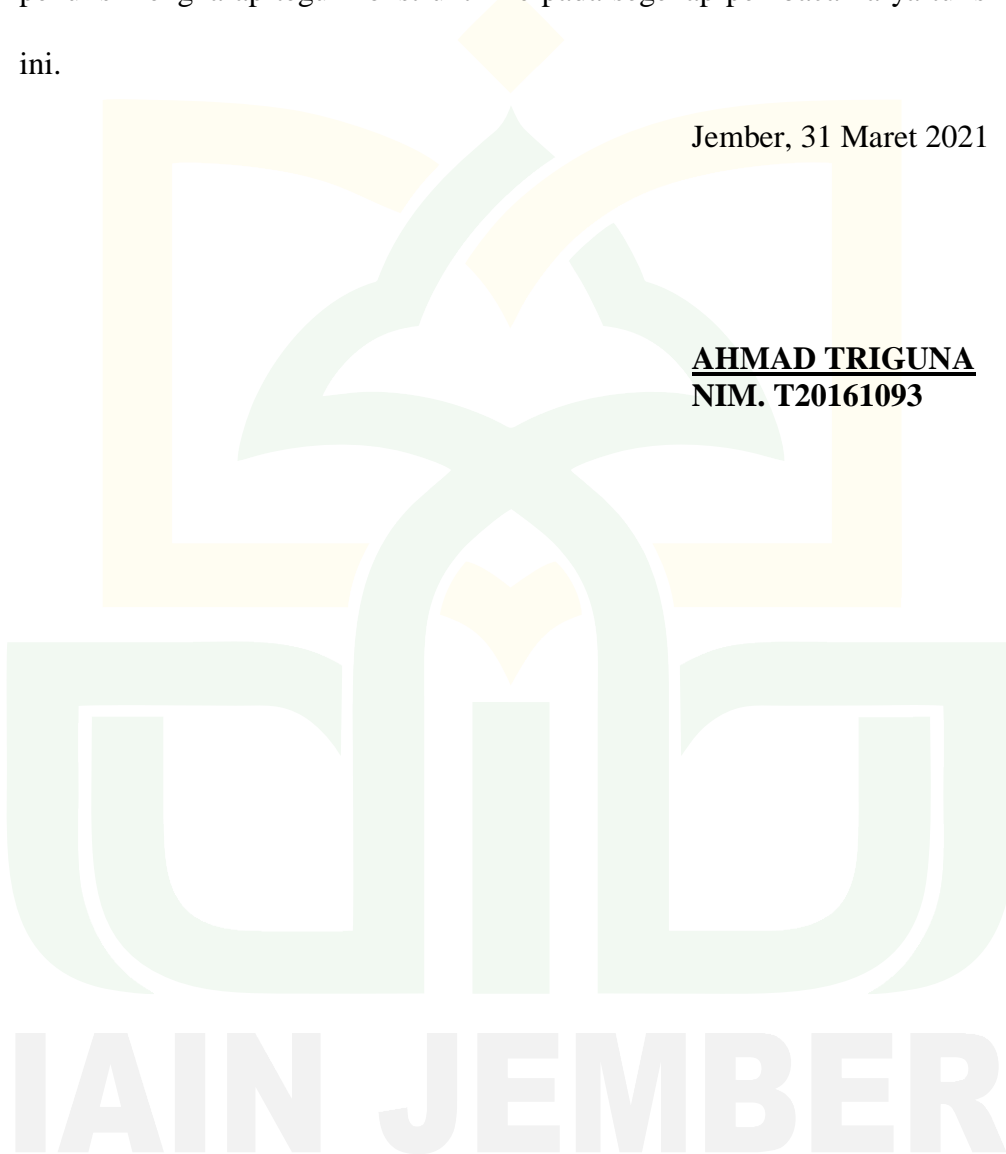 ini.
Jember, 31 Maret 2021
AHMAD TRIGUNA
NIM. T20161093
IAIN JEMBER